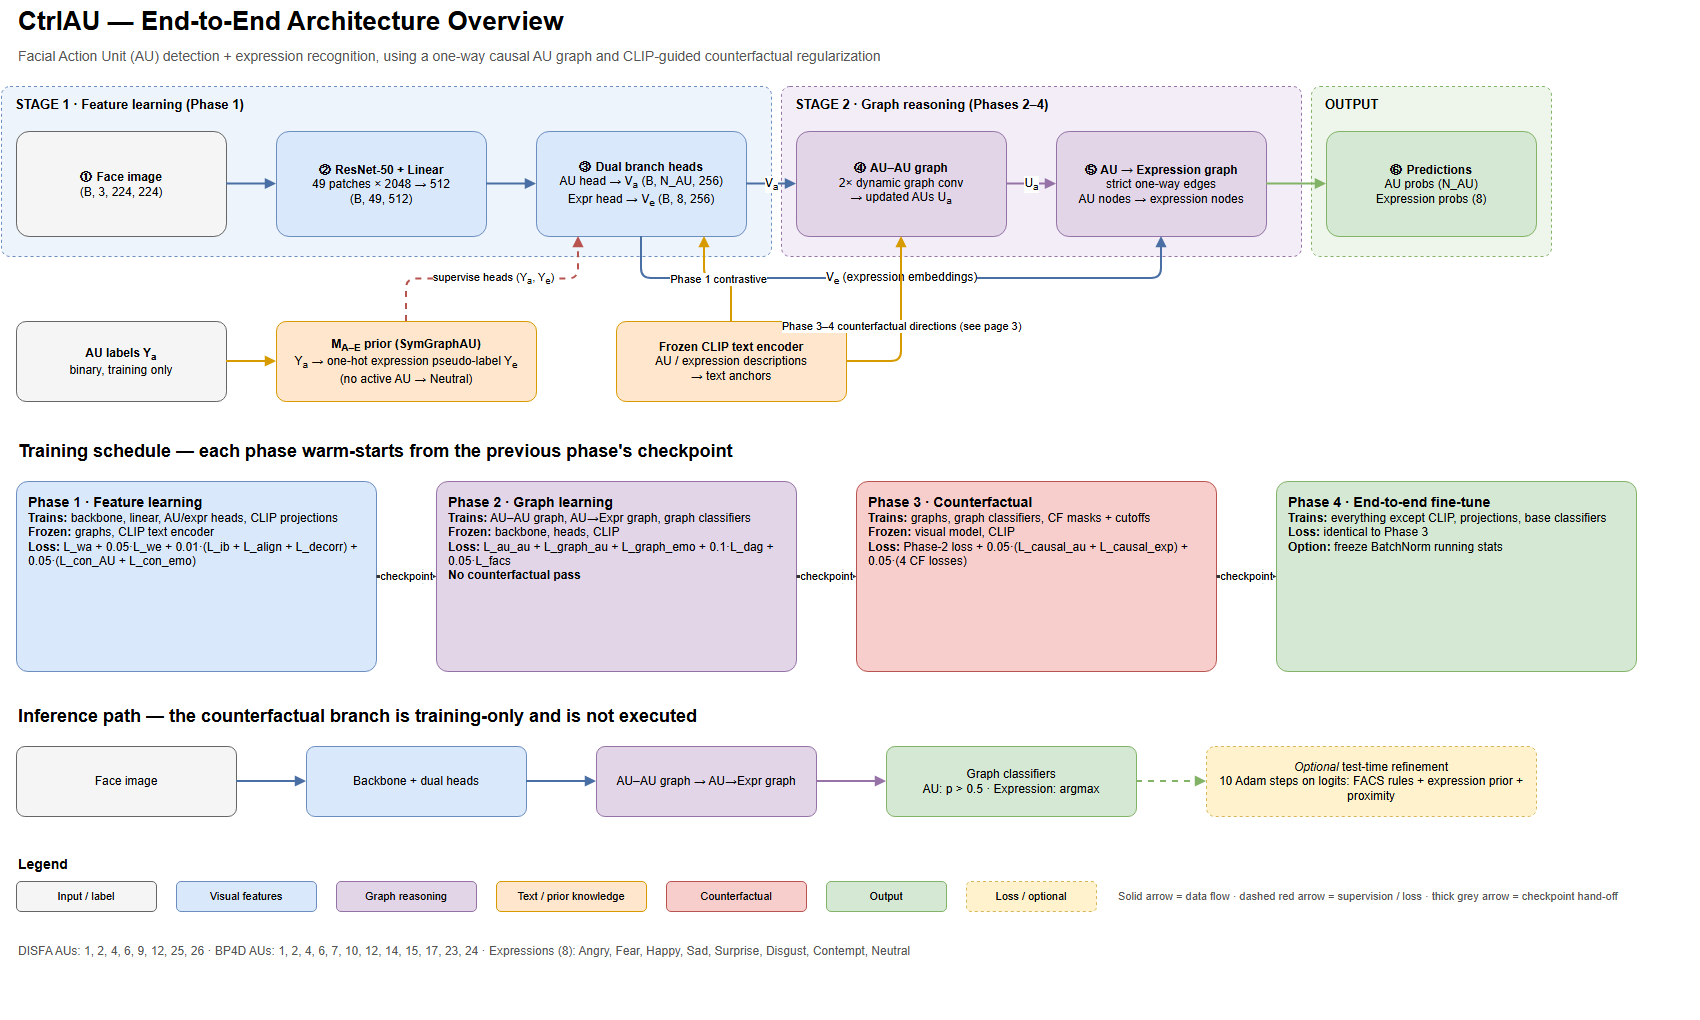 CtrlAU — End-to-End Architecture Overview
Facial Action Unit (AU) detection + expression recognition, using a one-way causal AU graph and CLIP-guided counterfactual regularization
STAGE 1 · Feature learning (Phase 1)
① Face image
(B, 3, 224, 224)
② ResNet-50 + Linear
49 patches × 2048 → 512
(B, 49, 512)
③ Dual branch heads
AU head → Va (B, N_AU, 256)
Expr head → Ve (B, 8, 256)
Va
STAGE 2 · Graph reasoning (Phases 2–4)
④ AU–AU graph
2× dynamic graph conv
→ updated AUs Ua
Ua
⑤ AU → Expression graph
strict one-way edges
AU nodes → expression nodes
OUTPUT
⑥ Predictions
AU probs (N_AU)
Expression probs (8)
supervise heads (Ya, Ye)
Phase 1 contrastive
Ve (expression embeddings)
Phase 3–4 counterfactual directions (see page 3)
AU labels Ya
binary, training only
MA–E prior (SymGraphAU)
Ya → one-hot expression pseudo-label Ye
(no active AU → Neutral)
Frozen CLIP text encoder
AU / expression descriptions
→ text anchors
Training schedule — each phase warm-starts from the previous phase's checkpoint
Phase 1 · Feature learning
Trains: backbone, linear, AU/expr heads, CLIP projections
Frozen: graphs, CLIP text encoder
Loss: L_wa + 0.05·L_we + 0.01·(L_ib + L_align + L_decorr) +
0.05·(L_con_AU + L_con_emo)
checkpoint
Phase 2 · Graph learning
Trains: AU–AU graph, AU→Expr graph, graph classifiers
Frozen: backbone, heads, CLIP
Loss: L_au_au + L_graph_au + L_graph_emo + 0.1·L_dag +
0.05·L_facs
No counterfactual pass
checkpoint
Phase 3 · Counterfactual
Trains: graphs, graph classifiers, CF masks + cutoffs
Frozen: visual model, CLIP
Loss: Phase-2 loss + 0.05·(L_causal_au + L_causal_exp) +
0.05·(4 CF losses)
checkpoint
Phase 4 · End-to-end fine-tune
Trains: everything except CLIP, projections, base classifiers
Loss: identical to Phase 3
Option: freeze BatchNorm running stats
Inference path — the counterfactual branch is training-only and is not executed
Face image
Backbone + dual heads
AU–AU graph → AU→Expr graph
Graph classifiers
AU: p > 0.5 · Expression: argmax
Optional test-time refinement
10 Adam steps on logits: FACS rules + expression prior +
proximity
Legend
Input / label
Visual features
Graph reasoning
Text / prior knowledge
Counterfactual
Output
Loss / optional
Solid arrow = data flow · dashed red arrow = supervision / loss · thick grey arrow = checkpoint hand-off
DISFA AUs: 1, 2, 4, 6, 9, 12, 25, 26 · BP4D AUs: 1, 2, 4, 6, 7, 10, 12, 14, 15, 17, 23, 24 · Expressions (8): Angry, Fear, Happy, Sad, Surprise, Disgust, Contempt, Neutral